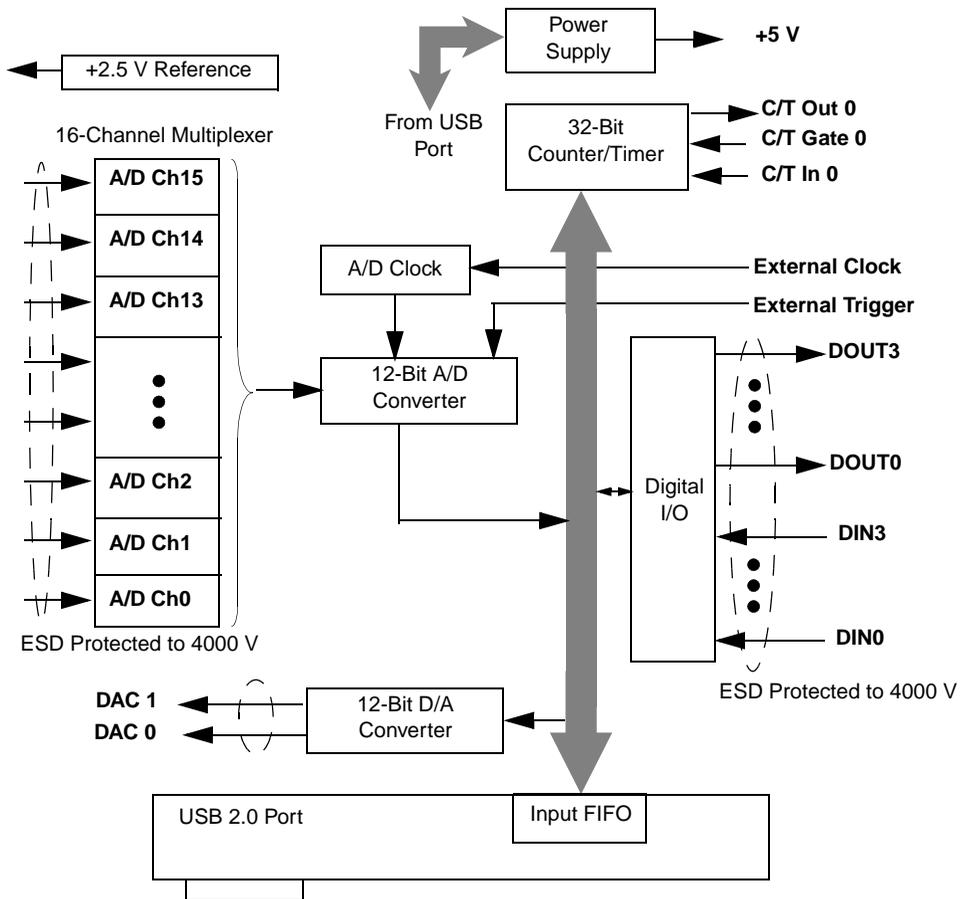 Power
Supply
+5 V
+2.5 V Reference
From USB
Port
C/T Out 0
32-Bit
Counter/Timer
C/T Gate 0
C/T In 0
16-Channel Multiplexer
A/D Ch15
A/D Ch14
A/D Ch13
A/D Ch2
A/D Ch1
A/D Ch0
ESD Protected to 4000 V
A/D Clock
External Clock
External Trigger
12-Bit A/D
Converter
DOUT3
DOUT0
Digital
I/O
DIN3
DIN0
ESD Protected to 4000 V
DAC 1
DAC 0
12-Bit D/A
Converter
USB 2.0 Port
Input FIFO